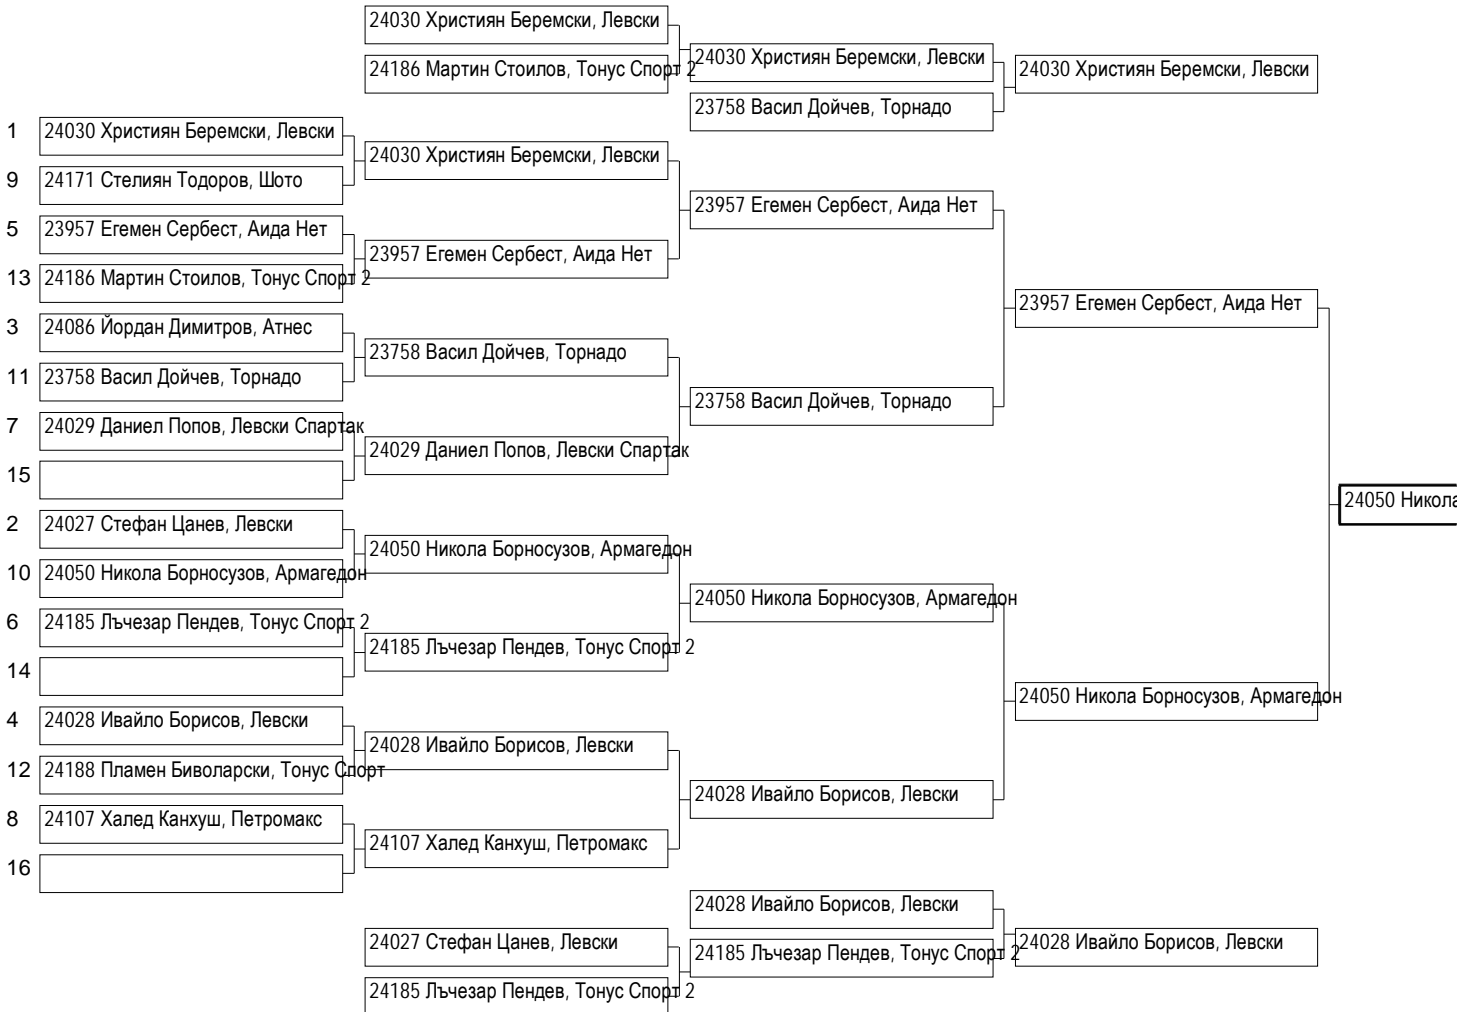 24030 Християн Беремски, Левски
24186 Мартин Стоилов, Тонус Спорт 2
24030 Християн Беремски, Левски
23758 Васил Дойчев, Торнадо
24030 Християн Беремски, Левски
1 24030 Християн Беремски, Левски
9 24171 Стелиян Тодоров, Шото
5 23957 Егемен Сербест, Аида Нет
13 24186 Мартин Стоилов, Тонус Спорт 2
3 24086 Йордан Димитров, Атнес
11 23758 Васил Дойчев, Торнадо
7 24029 Даниел Попов, Левски Спартак
15
2 24027 Стефан Цанев, Левски
10 24050 Никола Борносузов, Армагедон
6 24185 Лъчезар Пендев, Тонус Спорт 2
14
4 24028 Ивайло Борисов, Левски
12 24188 Пламен Биволарски, Тонус Спорт
8 24107 Халед Канхуш, Петромакс
16
24030 Християн Беремски, Левски
23957 Егемен Сербест, Аида Нет
23758 Васил Дойчев, Торнадо
24029 Даниел Попов, Левски Спартак
24050 Никола Борносузов, Армагедон
24185 Лъчезар Пендев, Тонус Спорт 2
24028 Ивайло Борисов, Левски
24107 Халед Канхуш, Петромакс
23957 Егемен Сербест, Аида Нет
23758 Васил Дойчев, Торнадо
24050 Никола Борносузов, Армагедон
24028 Ивайло Борисов, Левски
23957 Егемен Сербест, Аида Нет
24050 Никола Борносузов, Армагедон
24050 Никола
24027 Стефан Цанев, Левски
24185 Лъчезар Пендев, Тонус Спорт 2
24028 Ивайло Борисов, Левски
24185 Лъчезар Пендев, Тонус Спорт 2
24028 Ивайло Борисов, Левски